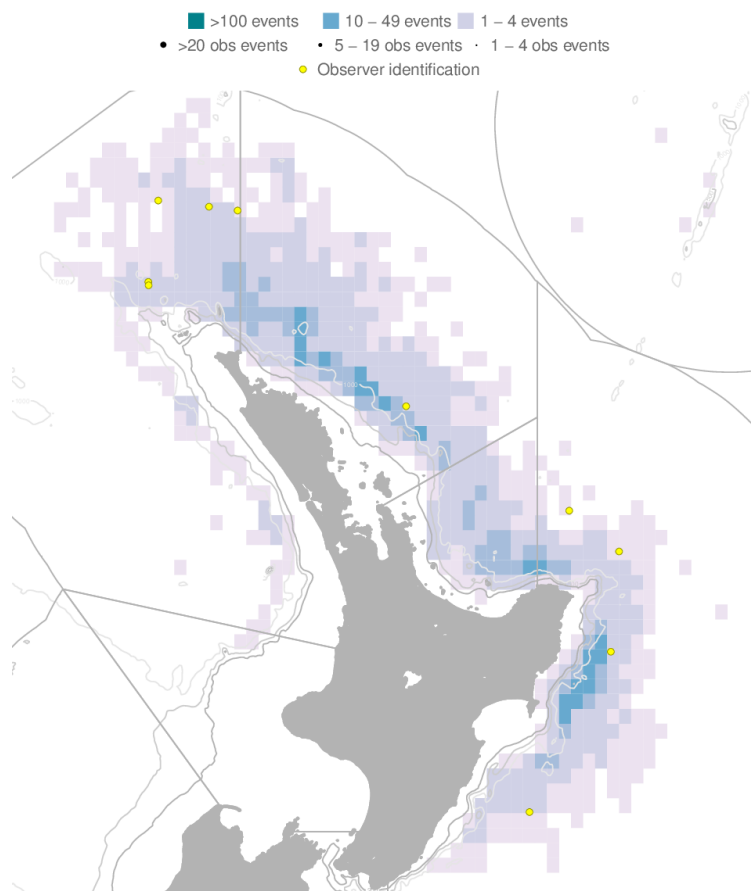 >100 events 10 – 49 events 1 – 4 events
>20 obs events 5 – 19 obs events 1 – 4 obs events
Observer identification